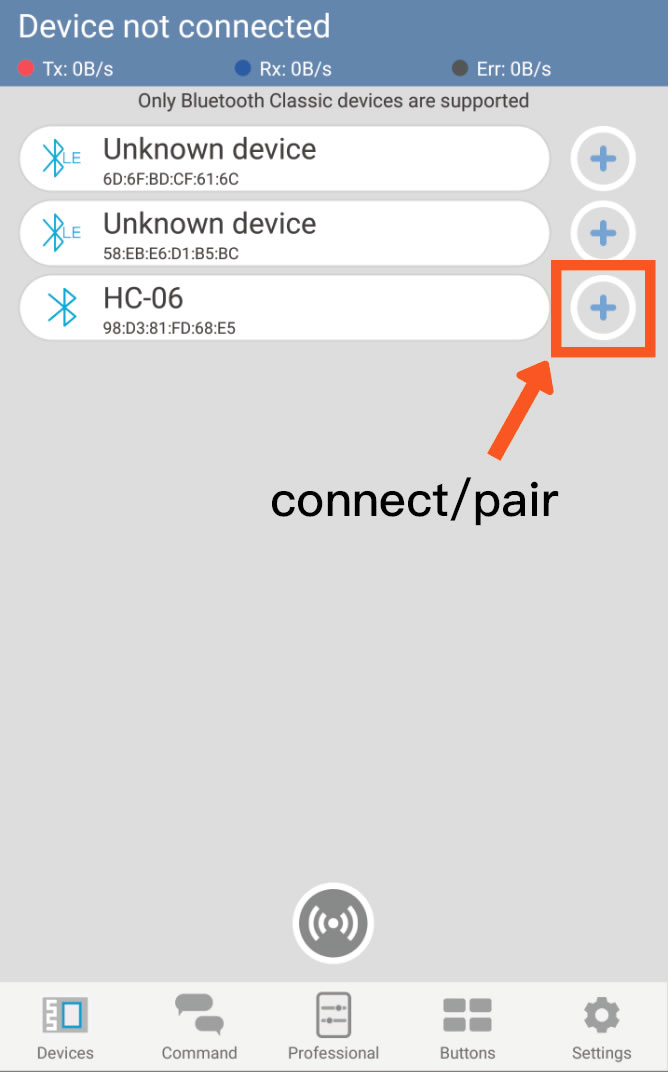 Device not connected
Tx: 0B/s Rx: 0B/s Err: 0B/s
Only Bluetooth Classic devices are supported
LE Unknown device
6D:6F:BD:CF:61:6C
LE Unknown device
58:EB:E6:D1:B5:BC
HC-06
98:D3:81:FD:68:E5
connect/pair
Devices Command Professional Buttons Settings